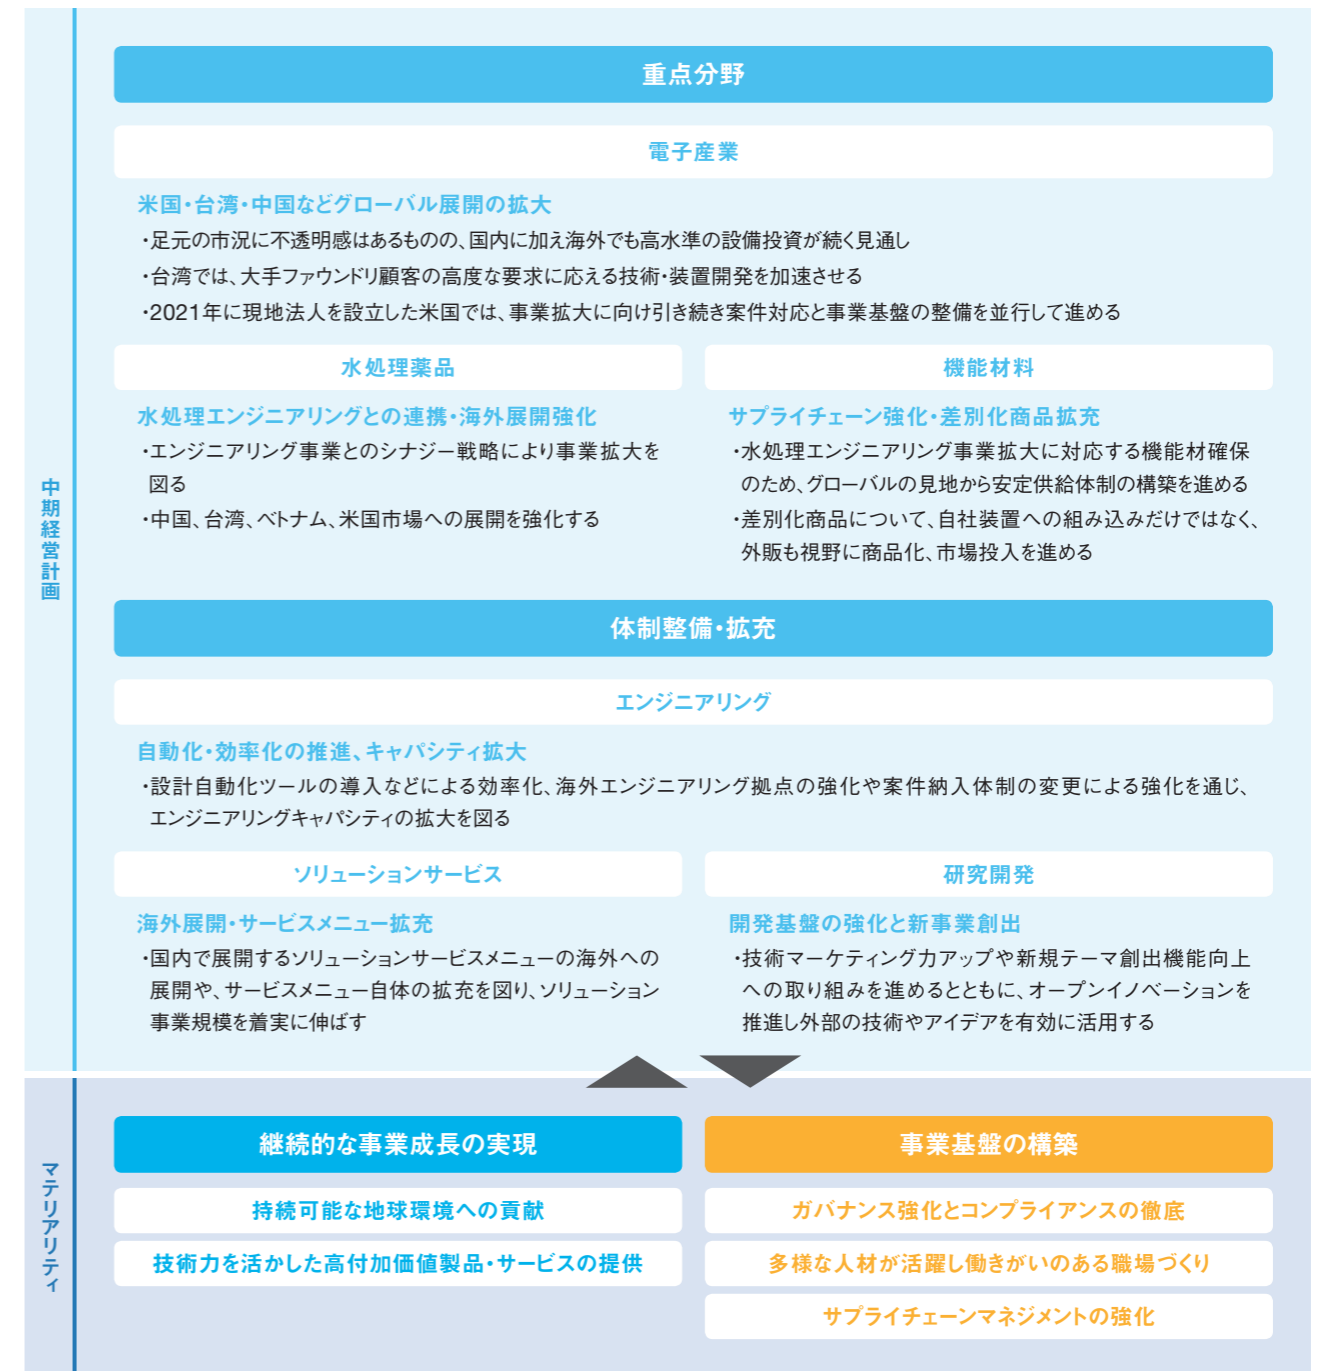 中期経営計画
重点分野
電子産業
米国・台湾・中国などグローバル展開の拡大
・足元の市況に不透明感はあるものの、国内に加え海外でも高水準の設備投資が続く見通し
・台湾では、大手ファウンドリ顧客の高度な要求に応える技術・装置開発を加速させる
・2021年に現地法人を設立した米国では、事業拡大に向け引き続き案件対応と事業基盤の整備を並行して進める
水処理薬品
水処理エンジニアリングとの連携・海外展開強化
・エンジニアリング事業とのシナジー戦略により事業拡大を
図る
・中国、台湾、ベトナム、米国市場への展開を強化する
機能材料
サプライチェーン強化・差別化商品拡充
・水処理エンジニアリング事業拡大に対応する機能材確保
のため、グローバルの見地から安定供給体制の構築を進める
・差別化商品について、自社装置への組み込みだけではなく、
外販も視野に商品化、市場投入を進める
体制整備・拡充
エンジニアリング
自動化・効率化の推進、キャパシティ拡大
・設計自動化ツールの導入などによる効率化、海外エンジニアリング拠点の強化や案件納入体制の変更による強化を通じ、
エンジニアリングキャパシティの拡大を図る
ソリューションサービス
海外展開・サービスメニュー拡充
・国内で展開するソリューションサービスメニューの海外への
展開や、サービスメニュー自体の拡充を図り、ソリューション
事業規模を着実に伸ばす
研究開発
開発基盤の強化と新事業創出
・技術マーケティング力アップや新規テーマ創出機能向上
への取り組みを進めるとともに、オープンイノベーションを
推進し外部の技術やアイデアを有効に活用する
マテリアリティ
継続的な事業成長の実現
持続可能な地球環境への貢献
技術力を活かした高付加価値製品・サービスの提供
事業基盤の構築
ガバナンス強化とコンプライアンスの徹底
多様な人材が活躍し働きがいのある職場づくり
サプライチェーンマネジメントの強化